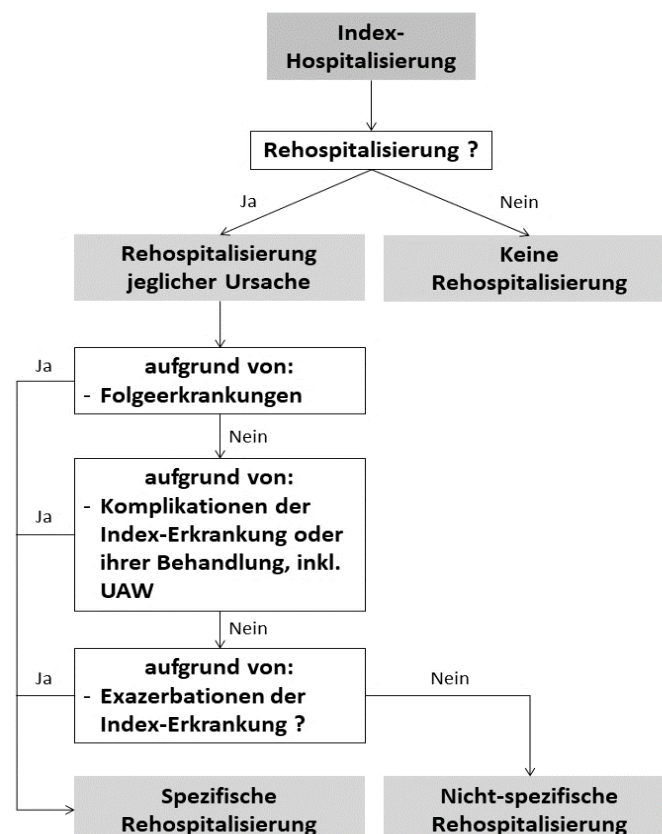 Index-
Hospitalisierung
Rehospitalisierung ?
Ja
Nein
Rehospitalisierung
jeglicher Ursache
Keine
Rehospitalisierung
Ja
aufgrund von:
- Folgeerkrankungen
Nein
aufgrund von:
Ja
- Komplikationen der
Index-Erkrankung oder
ihrer Behandlung, inkl.
UAW
Nein
Ja
aufgrund von:
- Exazerbationen der
Index-Erkrankung ?
Nein
Spezifische
Rehospitalisierung
Nicht-spezifische
Rehospitalisierung